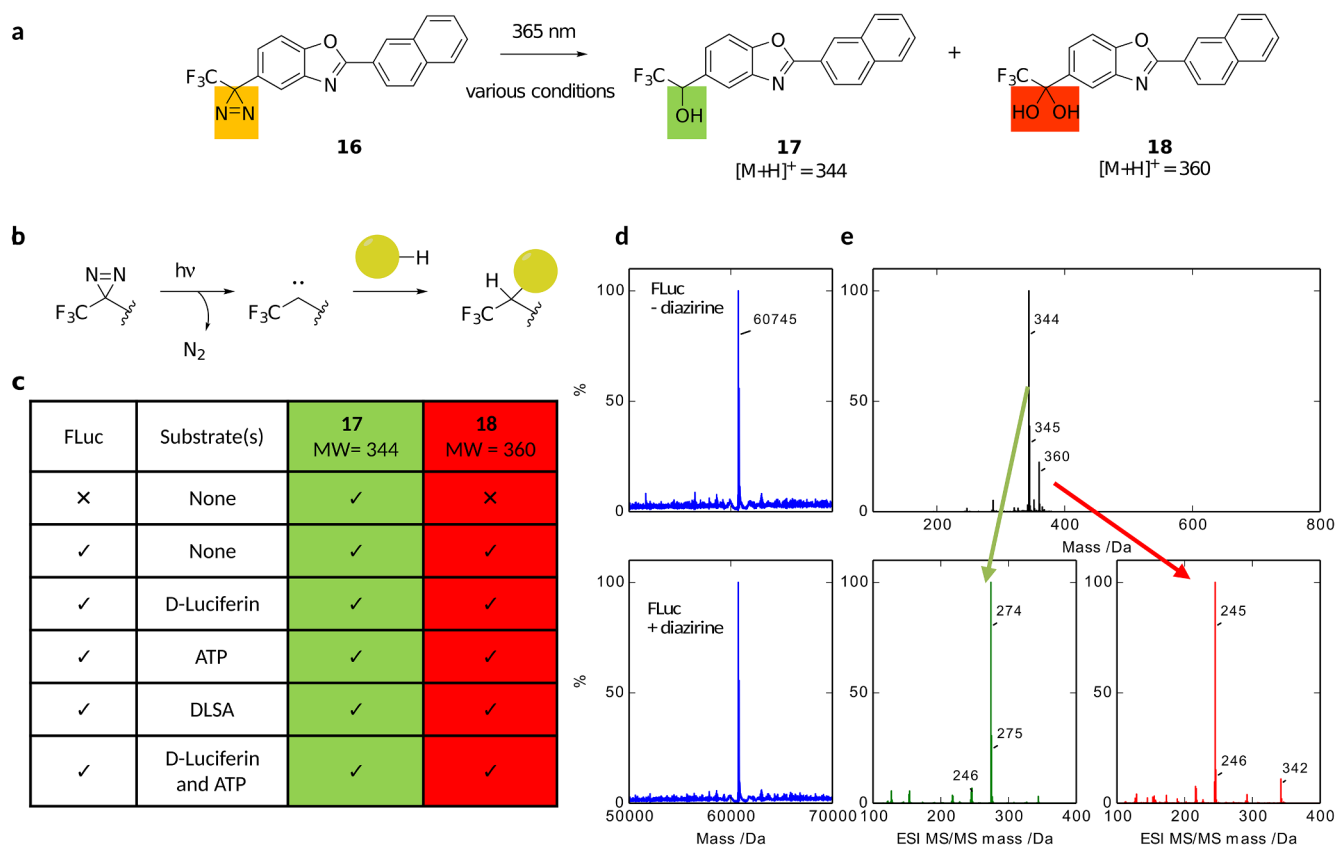 a
365 nm
various conditions
+
F3C
N=N
O
N
16
F3C
OH
O
N
17
[M+H]+ = 344
F3C
HO OH
O
N
18
[M+H]+ = 360
b
N=N
F3C
hν
N2
F3C
··
H
H
F3C
c
FLuc
Substrate(s)
17
MW= 344
18
MW = 360
✕ None ✓ ✕
✓ None ✓ ✓
✓ D-Luciferin ✓ ✓
✓ ATP ✓ ✓
✓ DLSA ✓ ✓
✓ D-Luciferin
and ATP ✓ ✓
d
FLuc
- diazirine
60745
100
50
0
%
FLuc
+ diazirine
100
50
0
%
50000 60000 70000
Mass /Da
e
344
345
360
100
50
0
200 400 600 800
Mass /Da
274
275
246
100
50
0
100 200 300 400
ESI MS/MS mass /Da
245
246
342
100
50
0
100 200 300 400
ESI MS/MS mass /Da